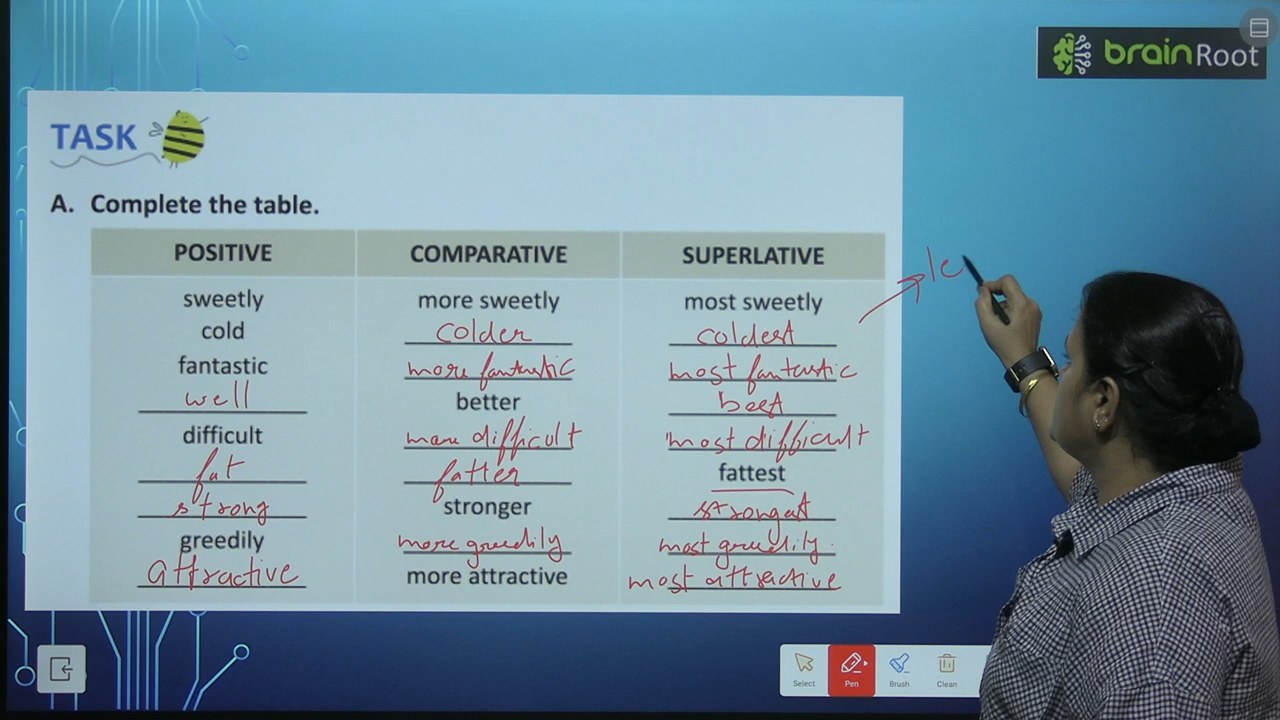 brainRoot
TASK
A. Complete the table.
POSITIVE COMPARATIVE SUPERLATIVE
sweetly more sweetly most sweetly
cold colder coldest
fantastic more fantastic most fantastic
well better best
difficult more difficult most difficult
fat fatter fattest
strong stronger strongest
greedily more greedily most greedily
attractive more attractive most attractive
le
Select Pen Brush Clean